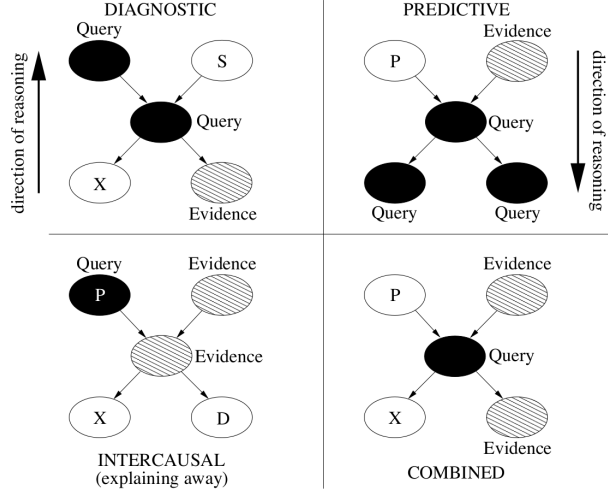 DIAGNOSTIC
Query
S
direction of reasoning
Query
X
Evidence
PREDICTIVE
Evidence
P
direction of reasoning
Query
Query
Query
Query
Evidence
P
Evidence
X
D
INTERCAUSAL
(explaining away)
Evidence
P
Query
X
Evidence
COMBINED